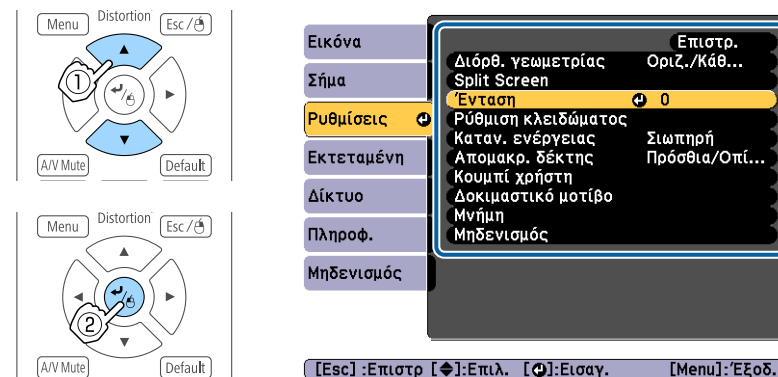 Distortion
Menu
Esc/
1
A/V Mute
Default
Distortion
Menu
Esc/
2
A/V Mute
Default
Εικόνα
Σήμα
Ρυθμίσεις
Εκτεταμένη
Δίκτυο
Πληροφ.
Μηδενισμός
Επιστρ.
Διόρθ. γεωμετρίας Οριζ./Κάθ...
Split Screen
Ένταση 0
Ρύθμιση κλειδώματος
Καταν. ενέργειας Σιωπηρή
Απομακρ. δέκτης Πρόσθια/Οπί...
Κουμπί χρήστη
Δοκιμαστικό μοτίβο
Μνήμη
Μηδενισμός
[Esc] :Επιστρ [◆]:Επιλ. [⏎]:Εισαγ. [Menu]:Έξοδ.